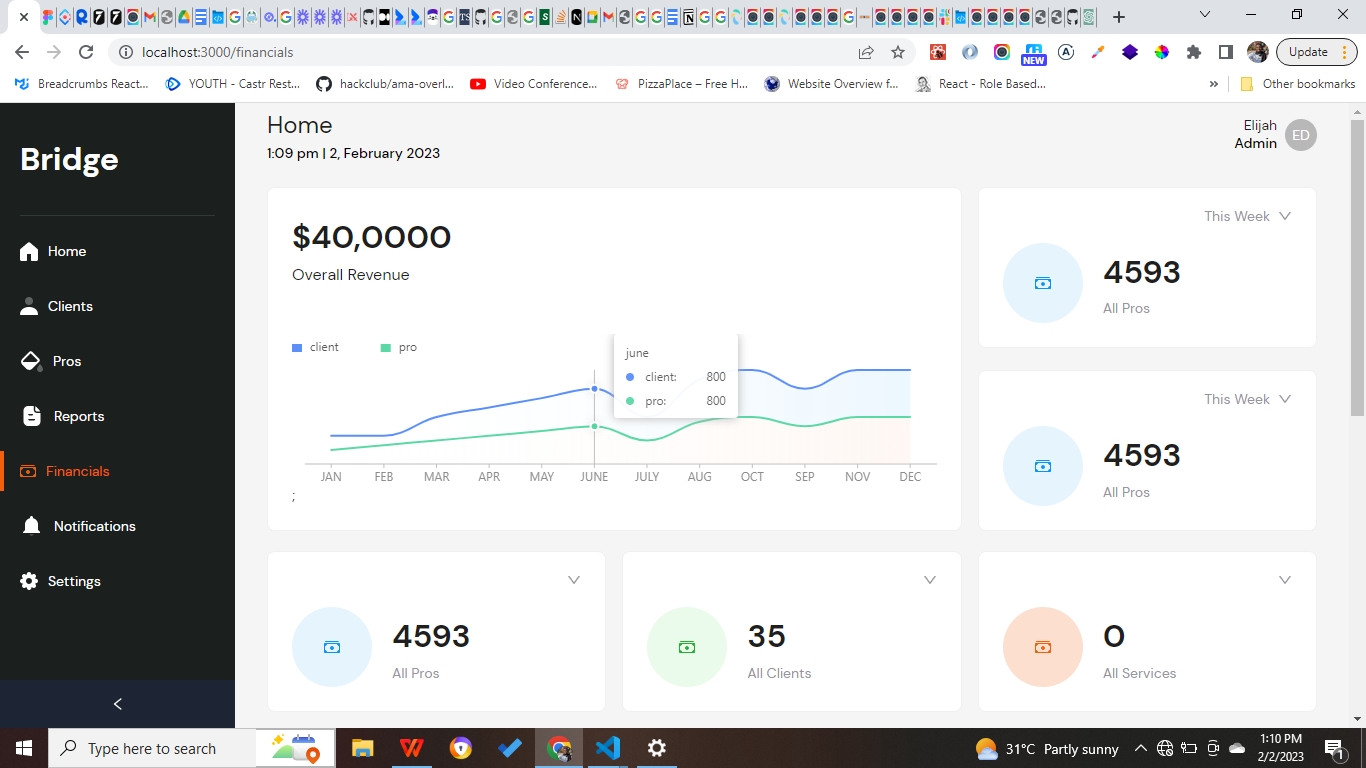 localhost:3000/financials
NEW
Update
Breadcrumbs React...
YOUTH - Castr Rest...
hackclub/ama-overl...
Video Conference...
PizzaPlace – Free H...
Website Overview f...
React - Role Based...
»
Other bookmarks
Bridge
Home
Clients
Pros
Reports
Financials
Notifications
Settings
Home
1:09 pm | 2, February 2023
Elijah
Admin
ED
$40,0000
Overall Revenue
client pro
june
client: 800
pro: 800
JAN FEB MAR APR MAY JUNE JULY AUG OCT SEP NOV DEC
;
This Week
4593
All Pros
This Week
4593
All Pros
4593
All Pros
35
All Clients
0
All Services
Type here to search
31°C Partly sunny
1:10 PM
2/2/2023
1